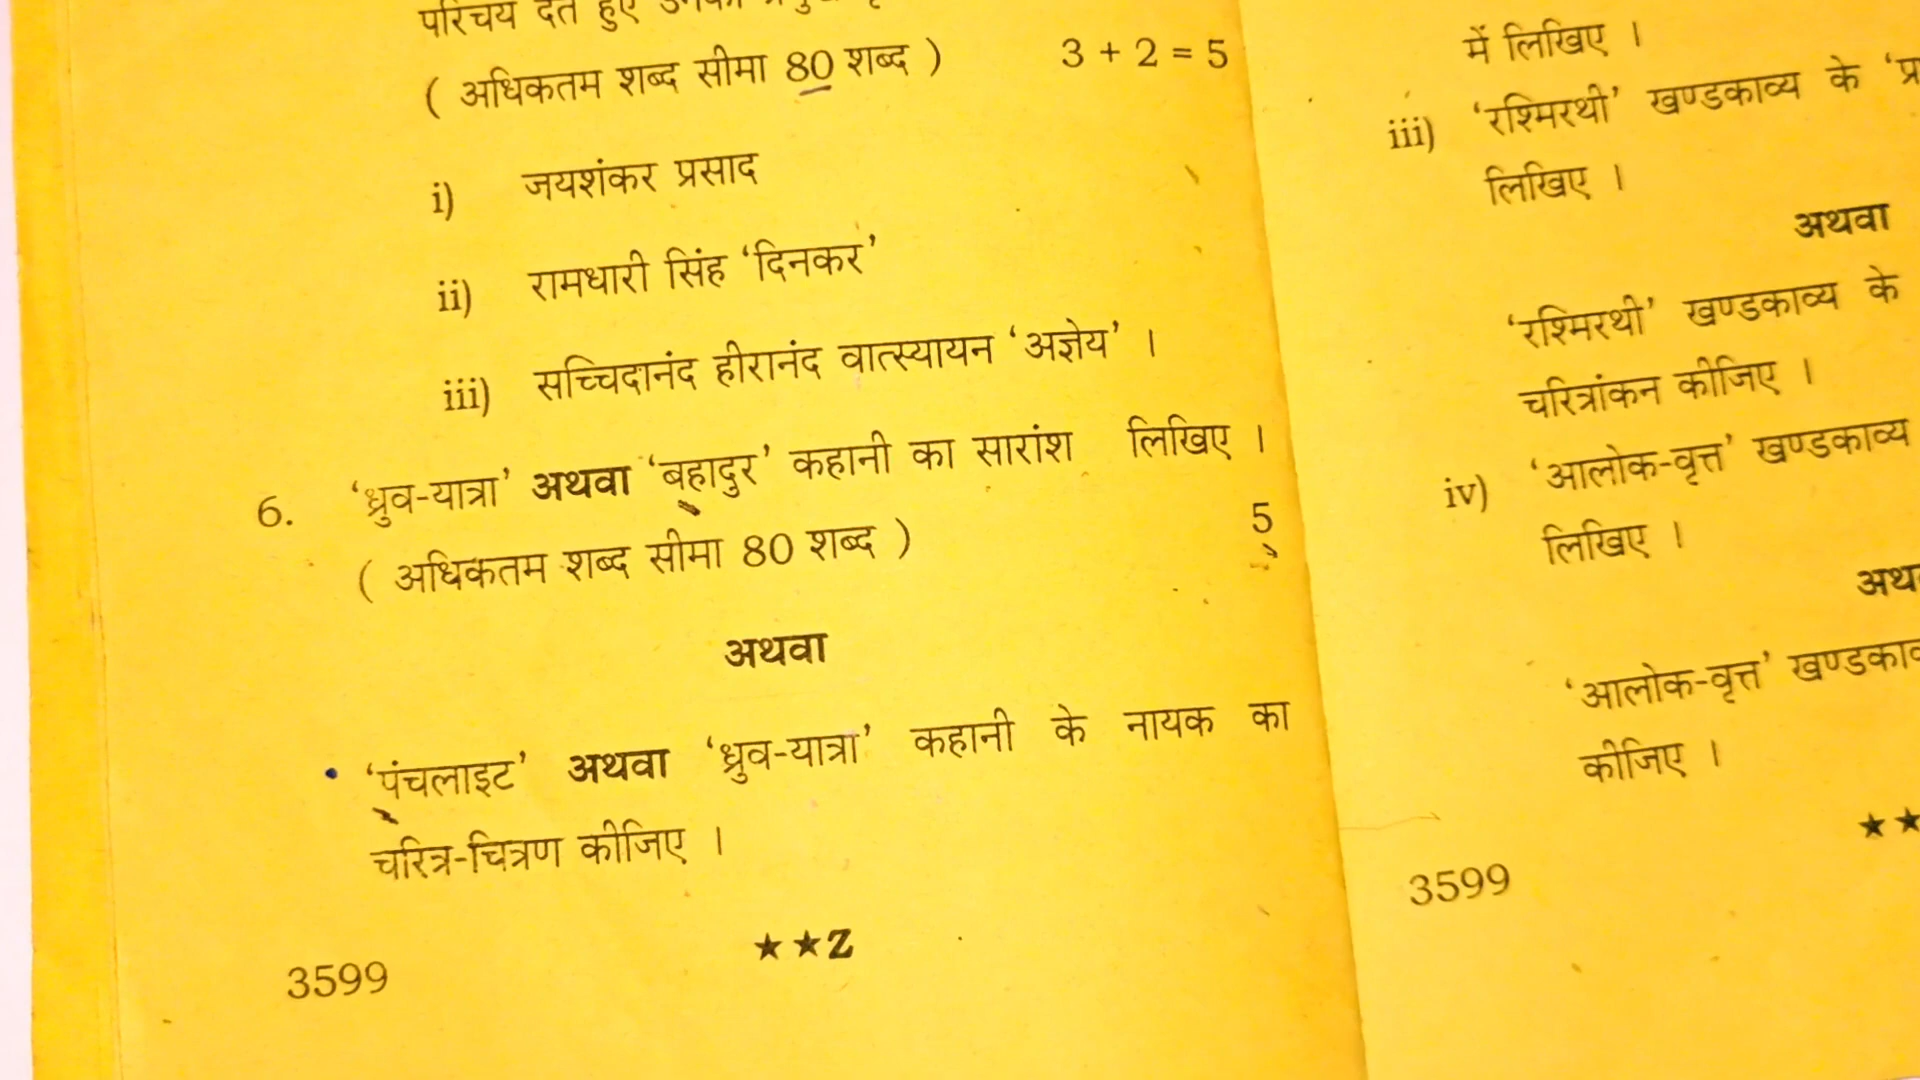 परिचय देते हुए
( अधिकतम शब्द सीमा 80 शब्द ) 3 + 2 = 5
i) जयशंकर प्रसाद
ii) रामधारी सिंह ‘दिनकर’
iii) सच्चिदानंद हीरानंद वात्स्यायन ‘अज्ञेय’ ।
6. ‘ध्रुव-यात्रा’ अथवा ‘बहादुर’ कहानी का सारांश लिखिए ।
( अधिकतम शब्द सीमा 80 शब्द ) 5
अथवा
‘पंचलाइट’ अथवा ‘ध्रुव-यात्रा’ कहानी के नायक का
चरित्र-चित्रण कीजिए ।
★★Z
3599
में लिखिए ।
iii) ‘रश्मिरथी’ खण्डकाव्य के
लिखिए ।
अथवा
‘रश्मिरथी’ खण्डकाव्य के
चरित्रांकन कीजिए ।
iv) ‘आलोक-वृत्त’ खण्डकाव्य
लिखिए ।
‘आलोक-वृत्त’
कीजिए ।
★★
3599